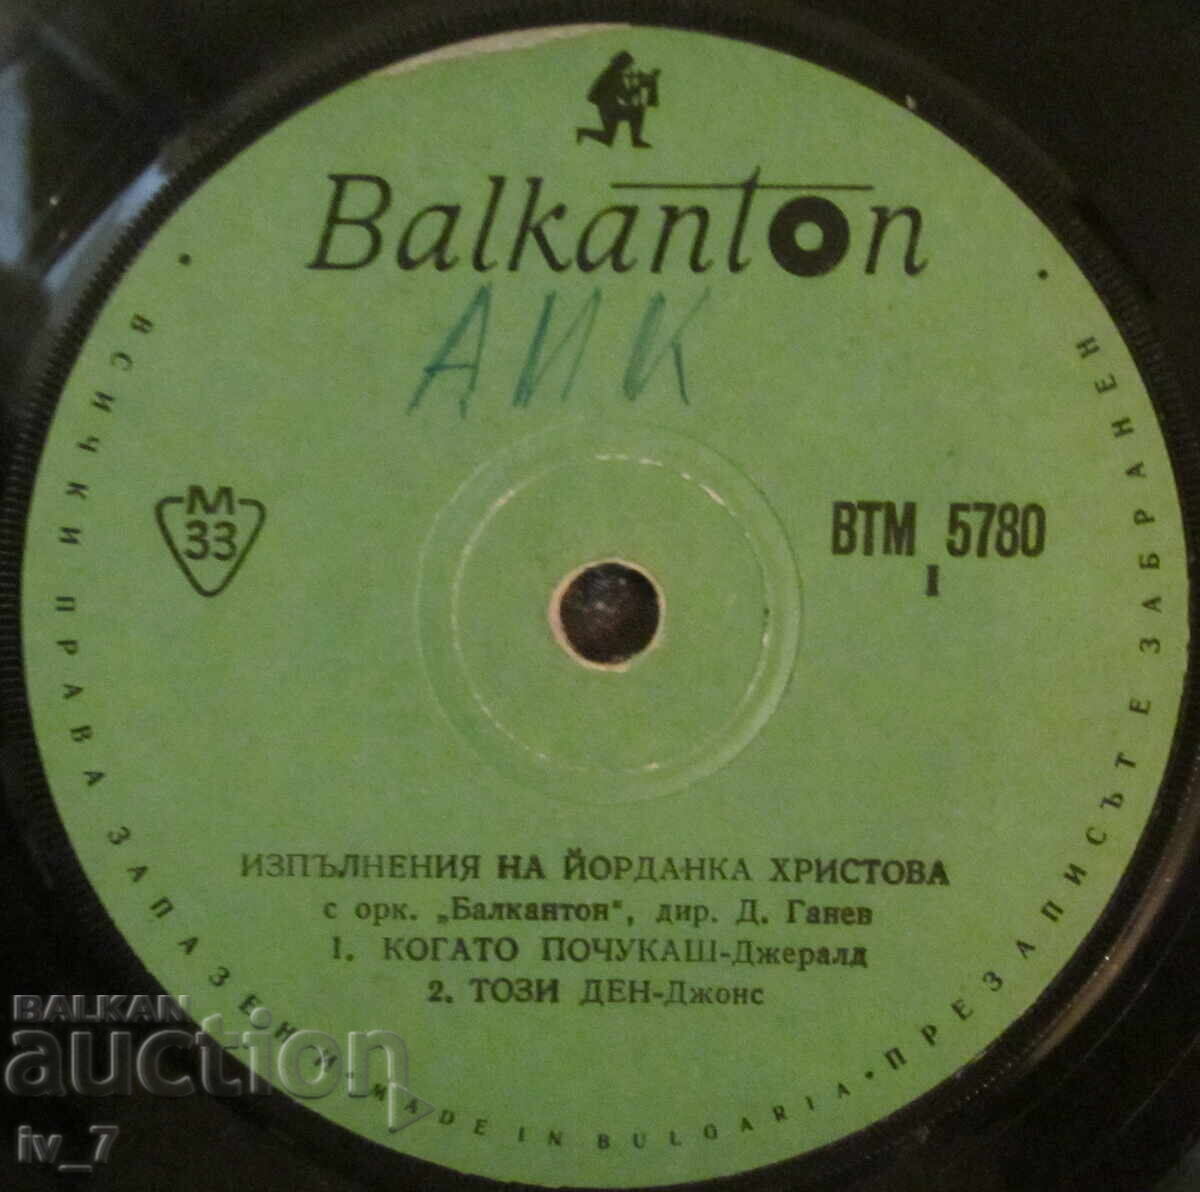 Balkanton
АИК
М
33
ВТМ 5780
I
ИЗПЪЛНЕНИЯ НА ЙОРДАНКА ХРИСТОВА
с орк. „Балкантон", дир. Д. Ганев
1. КОГАТО ПОЧУКАШ-Джералд
2. ТОЗИ ДЕН-Джонс
• ВСИЧКИ ПРАВА ЗАПАЗЕНИ • MADE IN BULGARIA • ПРЕЗАПИСЪТ Е ЗАБРАНЕН •
BALKAN
auction
iv_7